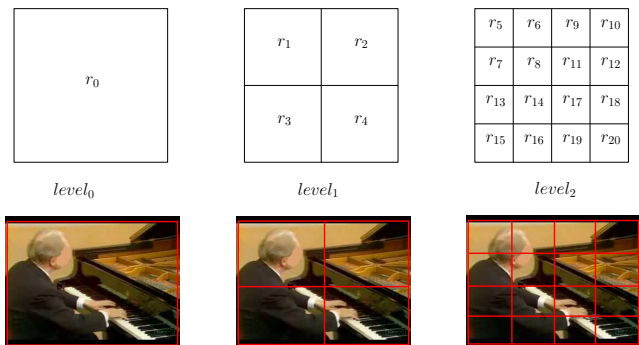 r0
r1 r2
r3 r4
r5 r6 r9 r10
r7 r8 r11 r12
r13 r14 r17 r18
r15 r16 r19 r20
level0 level1 level2